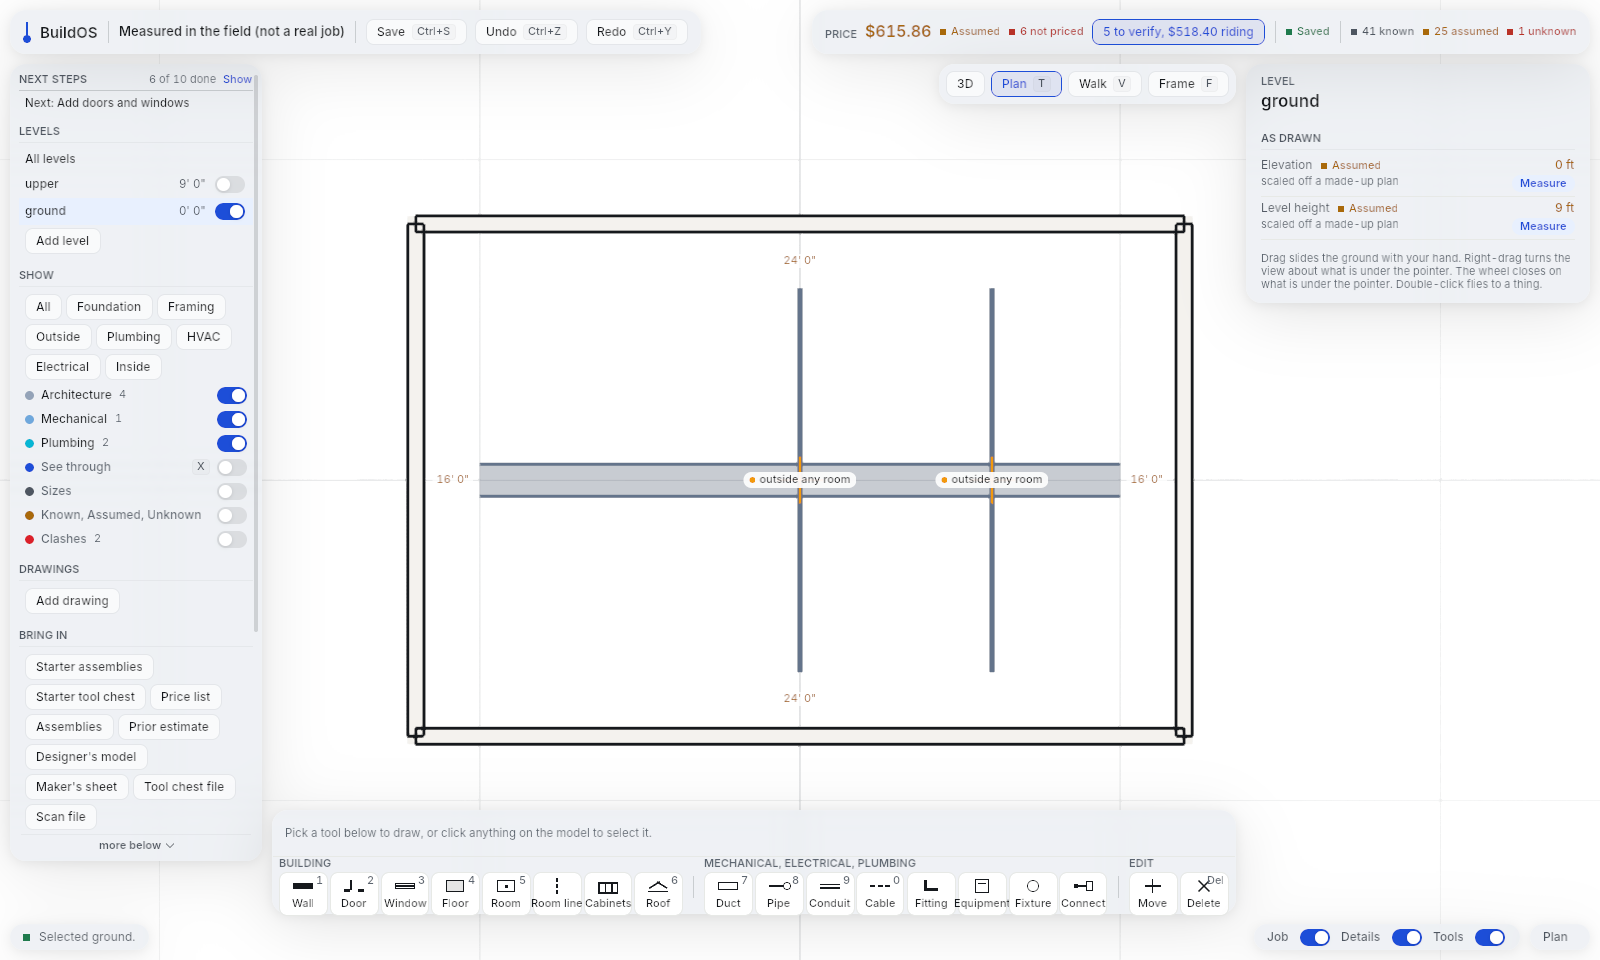 BuildOS
Measured in the field (not a real job)
Save Ctrl+S
Undo Ctrl+Z
Redo Ctrl+Y
PRICE $615.86 Assumed 6 not priced 5 to verify, $518.40 riding Saved 41 known 25 assumed 1 unknown
3D Plan T Walk V Frame F
NEXT STEPS 6 of 10 done Show
Next: Add doors and windows
LEVELS
All levels
upper 9' 0"
ground 0' 0"
Add level
SHOW
All Foundation Framing
Outside Plumbing HVAC
Electrical Inside
Architecture 4
Mechanical 1
Plumbing 2
See through X
Sizes
Known, Assumed, Unknown
Clashes 2
DRAWINGS
Add drawing
BRING IN
Starter assemblies
Starter tool chest Price list
Assemblies Prior estimate
Designer's model
Maker's sheet Tool chest file
Scan file
more below
24' 0"
16' 0" outside any room outside any room 16' 0"
24' 0"
LEVEL
ground
AS DRAWN
Elevation Assumed 0 ft
scaled off a made-up plan Measure
Level height Assumed 9 ft
scaled off a made-up plan Measure
Drag slides the ground with your hand. Right-drag turns the
view about what is under the pointer. The wheel closes on
what is under the pointer. Double-click flies to a thing.
Pick a tool below to draw, or click anything on the model to select it.
BUILDING MECHANICAL, ELECTRICAL, PLUMBING EDIT
1 2 3 4 5 6 7 8 9 0 Del
Wall Door Window Floor Room Room line Cabinets Roof Duct Pipe Conduit Cable Fitting Equipment Fixture Connect Move Delete
Selected ground.
Job Details Tools Plan